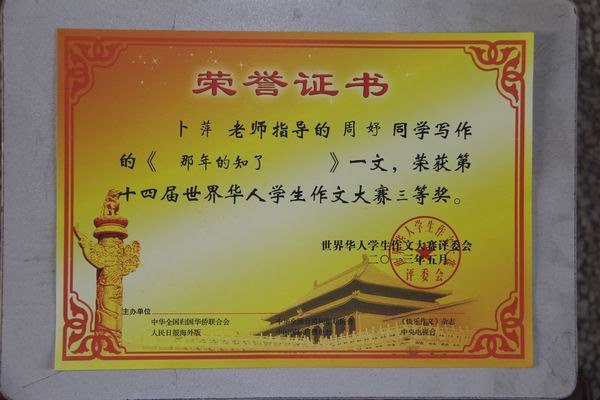 荣誉证书
卜萍 老师指导的 周妤 同学写作
的《 那年的知了 》一文，荣获第
十四届世界华人学生作文大赛三等奖。
世界华人学生作文大赛评委会
二〇一三年五月
评委会
主办单位
中华全国归国华侨联合会
《快乐作文》杂志
人民日报海外版
中央电视台